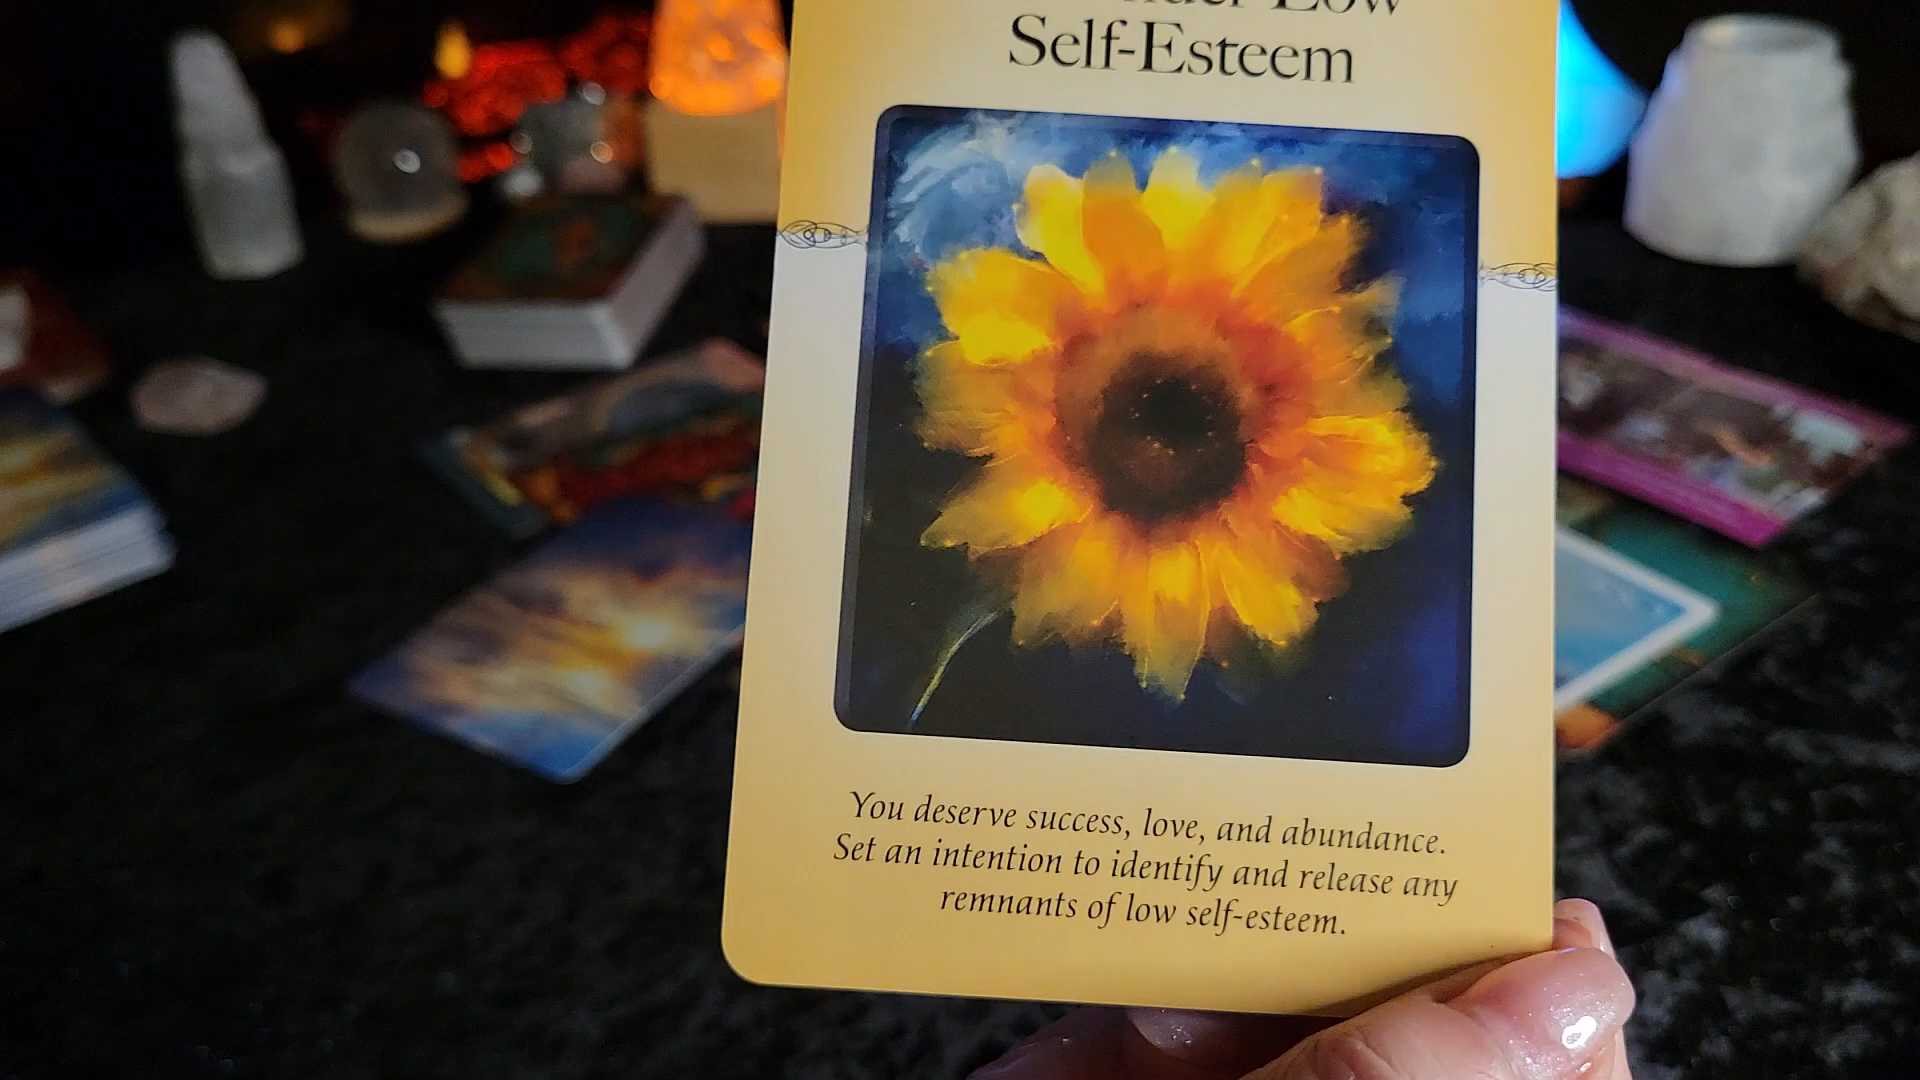 Low
Self-Esteem
You deserve success, love, and abundance.
Set an intention to identify and release any
remnants of low self-esteem.